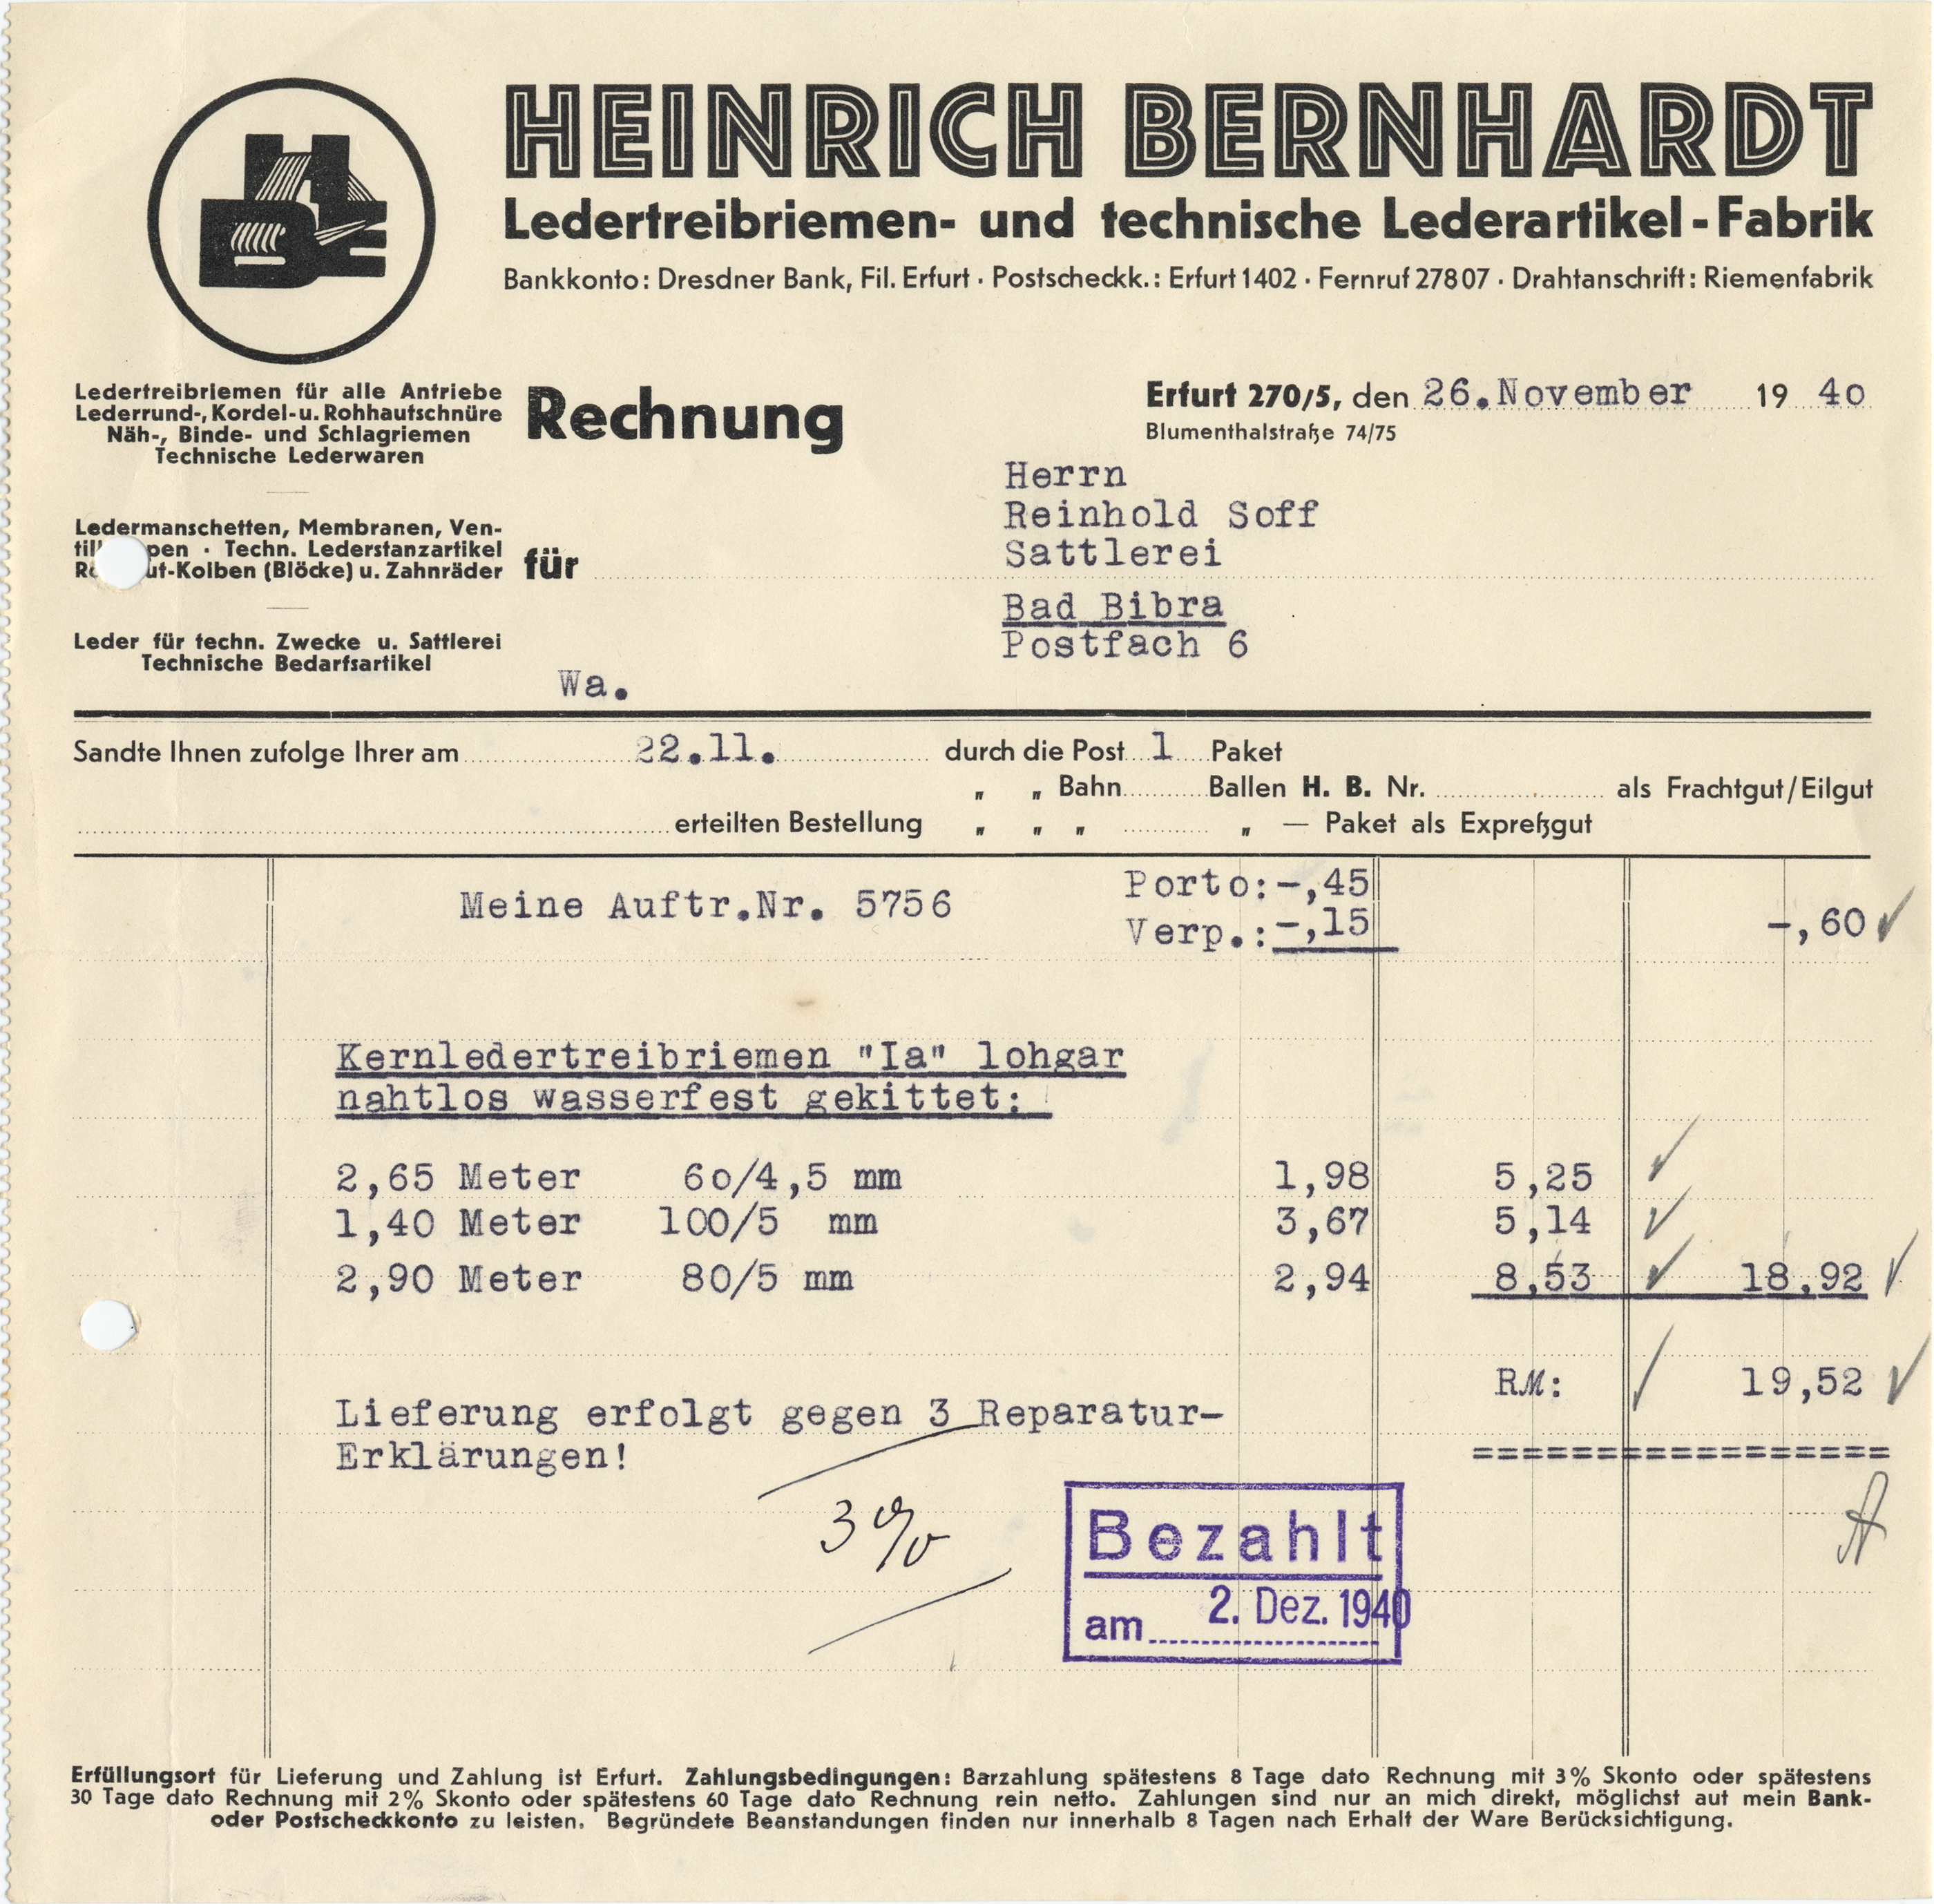 HEINRICH BERNHARDT
Ledertreibriemen- und technische Lederartikel-Fabrik
Bankkonto: Dresdner Bank, Fil. Erfurt · Postscheckk.: Erfurt 1402 · Fernruf 27807 · Drahtanschrift: Riemenfabrik
Ledertreibriemen für alle Antriebe
Lederrund-, Kordel- u. Rohhautschnüre
Näh-, Binde- und Schlagriemen
Technische Lederwaren
Ledermanschetten, Membranen, Ven-
pen · Techn. Lederstanzartikel
ut-Kolben (Blöcke) u. Zahnräder
Leder für techn. Zwecke u. Sattlerei
Technische Bedarfsartikel
Rechnung
Erfurt 270/5, den 26.November 19 40
Blumenthalstraße 74/75
für
Herrn
Reinhold Soff
Sattlerei
Bad Bibra
Postfach 6
Wa.
Sandte Ihnen zufolge Ihrer am 22.11. durch die Post 1 Paket
" " Bahn Ballen H. B. Nr. als Frachtgut/Eilgut
erteilten Bestellung " " " " — Paket als Expreßgut
Meine Auftr.Nr. 5756
Porto:-,45
Verp.:-,15
-,60
Kernledertreibriemen "Ia" lohgar
nahtlos wasserfest gekittet:
2,65 Meter 60/4,5 mm 1,98 5,25
1,40 Meter 100/5 mm 3,67 5,14
2,90 Meter 80/5 mm 2,94 8,53 18,92
RM: 19,52
Lieferung erfolgt gegen 3 Reparatur-
Erklärungen!
=================
3 %
Bezahlt
am 2. Dez. 1940
Erfüllungsort für Lieferung und Zahlung ist Erfurt. Zahlungsbedingungen: Barzahlung spätestens 8 Tage dato Rechnung mit 3% Skonto oder spätestens
30 Tage dato Rechnung mit 2% Skonto oder spätestens 60 Tage dato Rechnung rein netto. Zahlungen sind nur an mich direkt, möglichst auf mein Bank-
oder Postscheckkonto zu leisten. Begründete Beanstandungen finden nur innerhalb 8 Tagen nach Erhalt der Ware Berücksichtigung.